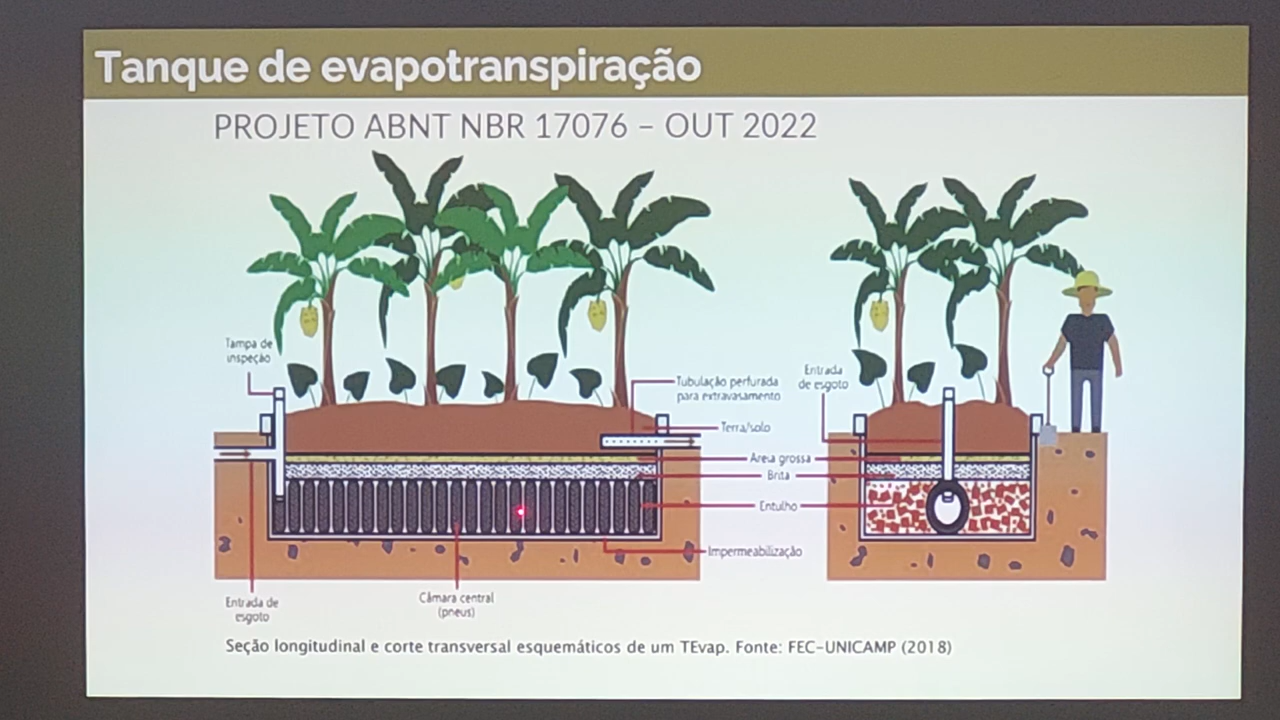 Tanque de evapotranspiração
PROJETO ABNT NBR 17076 – OUT 2022
Tampa de
inspeção
Tubulação perfurada
para extravasamento
Terra/solo
Entrada
de esgoto
Areia grossa
Brita
Entulho
Impermeabilização
Entrada de
esgoto
Câmara central
(pneus)
Seção longitudinal e corte transversal esquemáticos de um TEvap. Fonte: FEC-UNICAMP (2018)